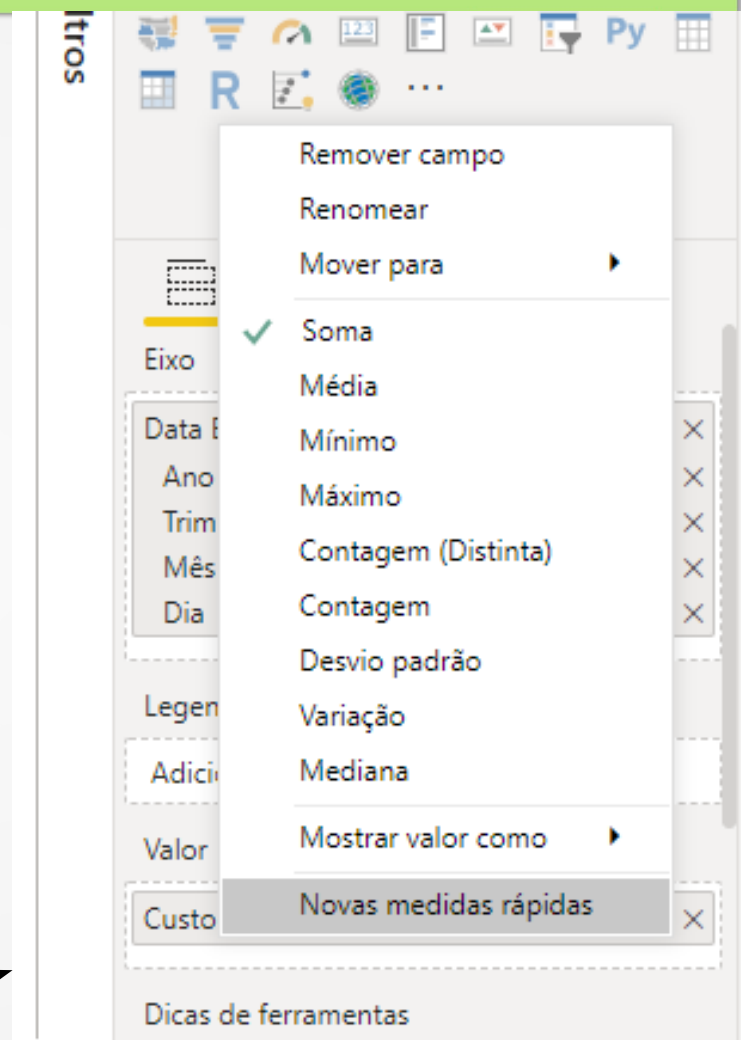 ltros
123
Py
R
...
Remover campo
Renomear
Mover para
Soma
Média
Mínimo
Máximo
Contagem (Distinta)
Contagem
Desvio padrão
Variação
Mediana
Mostrar valor como
Novas medidas rápidas
Eixo
Data E
Ano
Trim
Mês
Dia
Legen
Adici
Valor
Custo
Dicas de ferramentas